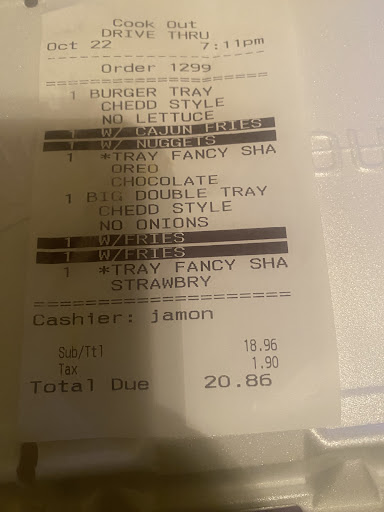 Cook Out
DRIVE THRU
Oct 22 7:11pm
Order 1299
1 BURGER TRAY
CHEDD STYLE
NO LETTUCE
1 W/ CAJUN FRIES
1 W/ NUGGETS
1 *TRAY FANCY SHA
OREO
CHOCOLATE
1 BIG DOUBLE TRAY
CHEDD STYLE
NO ONIONS
1 W/FRIES
1 W/FRIES
1 *TRAY FANCY SHA
STRAWBRY
Cashier: jamon
Sub/Ttl 18.96
Tax 1.90
Total Due 20.86